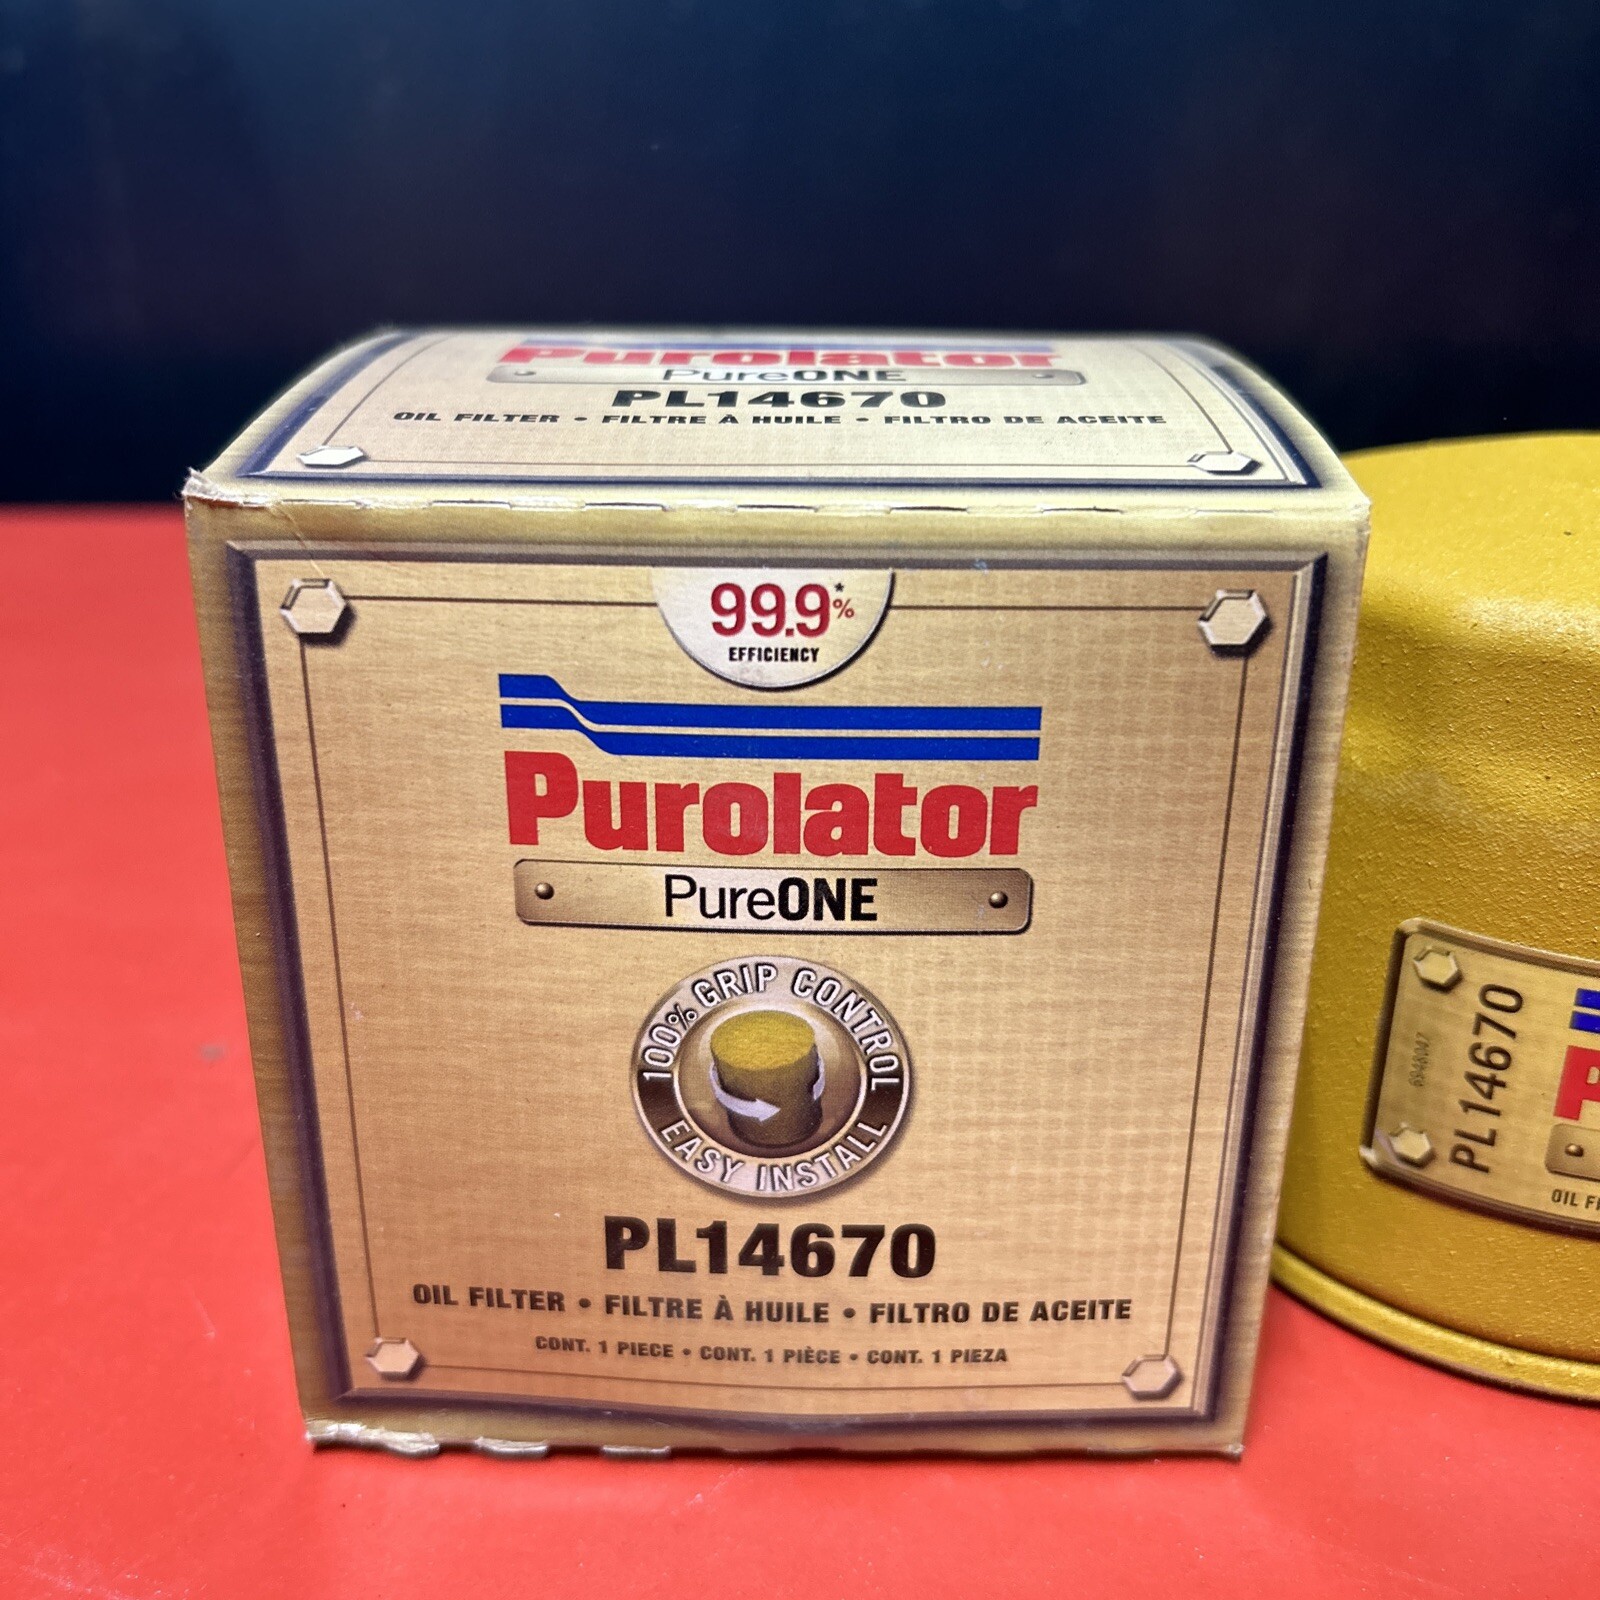 Purolator
PureONE
PL14670
OIL FILTER • FILTRE À HUILE • FILTRO DE ACEITE
99.9*%
EFFICIENCY
Purolator
PureONE
100% GRIP CONTROL
EASY INSTALL
PL14670
OIL FILTER • FILTRE À HUILE • FILTRO DE ACEITE
CONT. 1 PIECE • CONT. 1 PIÈCE • CONT. 1 PIEZA
PL14670
P
OIL